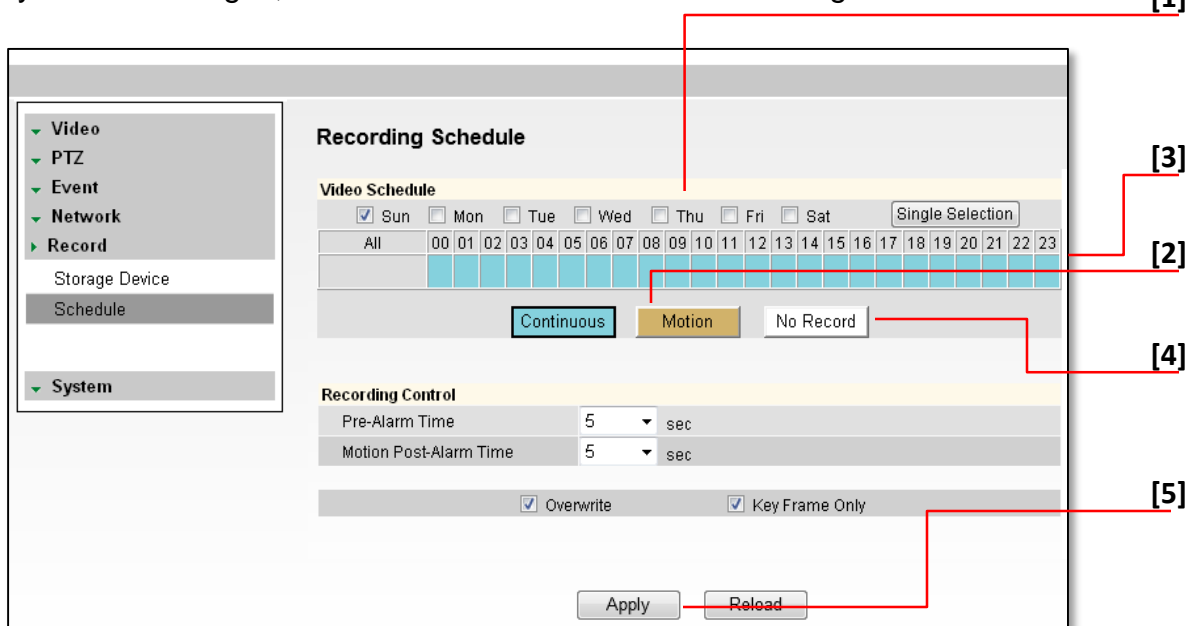 [1]
Video
PTZ
Event
Network
Record
Storage Device
Schedule
System
Recording Schedule
[3]
Video Schedule
Sun Mon Tue Wed Thu Fri Sat Single Selection
All 00 01 02 03 04 05 06 07 08 09 10 11 12 13 14 15 16 17 18 19 20 21 22 23
[2]
Continuous Motion No Record
[4]
Recording Control
Pre-Alarm Time 5 sec
Motion Post-Alarm Time 5 sec
[5]
Overwrite Key Frame Only
Apply Reload